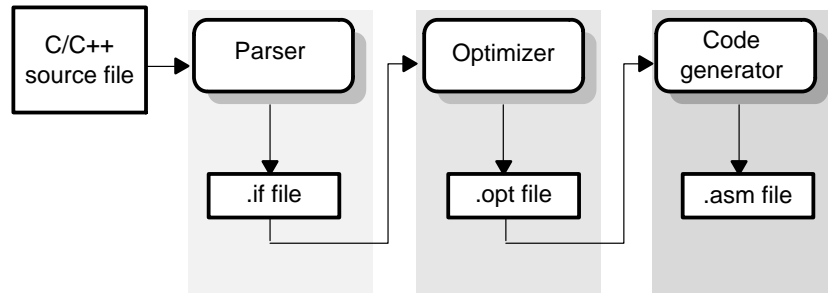 C/C++
source file
Parser
Optimizer
Code
generator
.if file
.opt file
.asm file